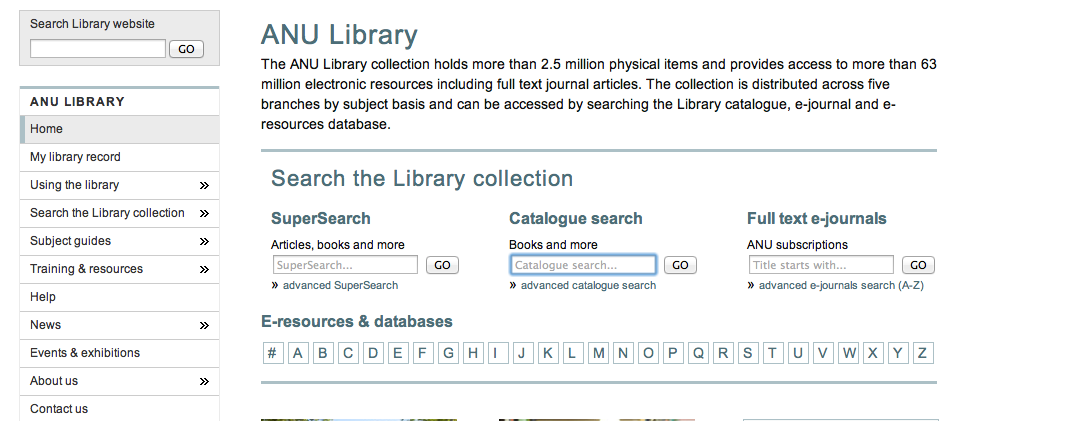 Search Library website
GO
ANU LIBRARY
Home
My library record
Using the library »
Search the Library collection »
Subject guides »
Training & resources »
Help
News »
Events & exhibitions
About us »
Contact us
ANU Library
The ANU Library collection holds more than 2.5 million physical items and provides access to more than 63
million electronic resources including full text journal articles. The collection is distributed across five
branches by subject basis and can be accessed by searching the Library catalogue, e-journal and e-
resources database.
Search the Library collection
SuperSearch
Articles, books and more
SuperSearch... GO
» advanced SuperSearch
Catalogue search
Books and more
Catalogue search... GO
» advanced catalogue search
Full text e-journals
ANU subscriptions
Title starts with... GO
» advanced e-journals search (A-Z)
E-resources & databases
# A B C D E F G H I J K L M N O P Q R S T U V W X Y Z